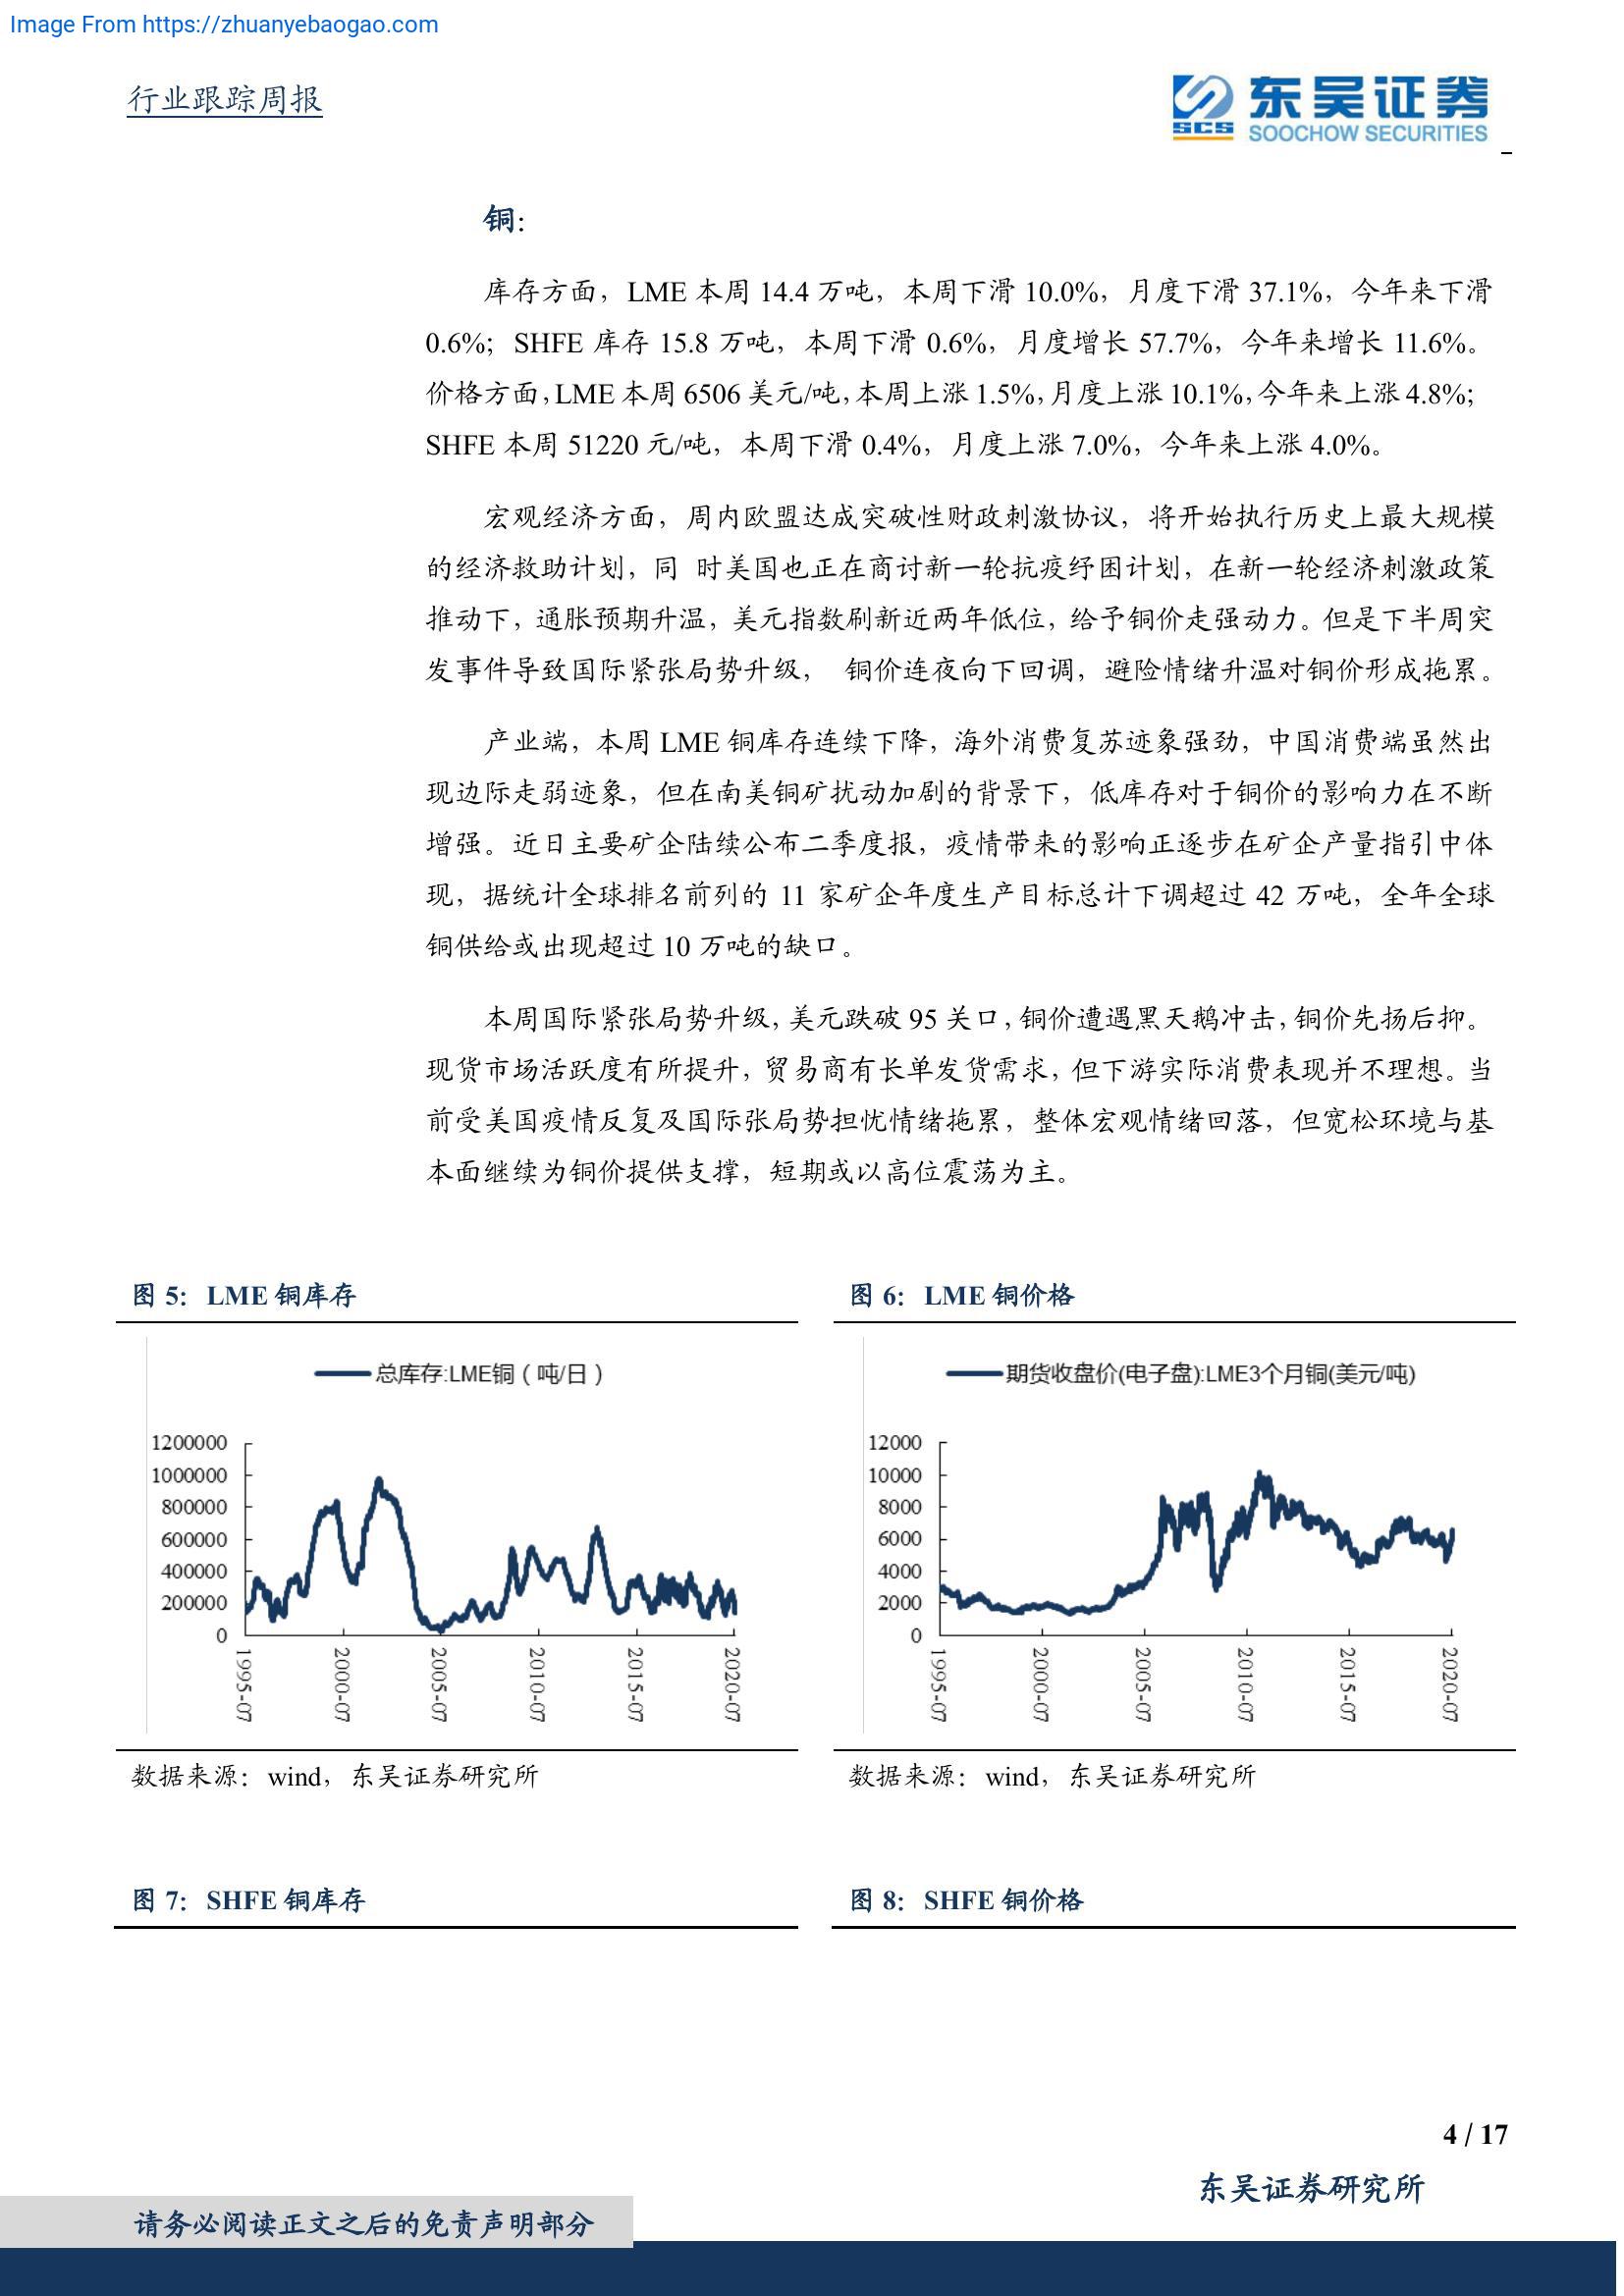 Image From https://zhuanyebaogao.com
行业跟踪周报
东吴证券
SCS
SOOCHOW SECURITIES
铜：
库存方面，LME 本周 14.4 万吨，本周下滑 10.0%，月度下滑 37.1%，今年来下滑
0.6%；SHFE 库存 15.8 万吨，本周下滑 0.6%，月度增长 57.7%，今年来增长 11.6%。
价格方面，LME 本周 6506 美元/吨，本周上涨 1.5%，月度上涨 10.1%，今年来上涨 4.8%；
SHFE 本周 51220 元/吨，本周下滑 0.4%，月度上涨 7.0%，今年来上涨 4.0%。
宏观经济方面，周内欧盟达成突破性财政刺激协议，将开始执行历史上最大规模
的经济救助计划，同 时美国也正在商讨新一轮抗疫纾困计划，在新一轮经济刺激政策
推动下，通胀预期升温，美元指数刷新近两年低位，给予铜价走强动力。但是下半周突
发事件导致国际紧张局势升级， 铜价连夜向下回调，避险情绪升温对铜价形成拖累。
产业端，本周 LME 铜库存连续下降，海外消费复苏迹象强劲，中国消费端虽然出
现边际走弱迹象，但在南美铜矿扰动加剧的背景下，低库存对于铜价的影响力在不断
增强。近日主要矿企陆续公布二季度报，疫情带来的影响正逐步在矿企产量指引中体
现，据统计全球排名前列的 11 家矿企年度生产目标总计下调超过 42 万吨，全年全球
铜供给或出现超过 10 万吨的缺口。
本周国际紧张局势升级，美元跌破 95 关口，铜价遭遇黑天鹅冲击，铜价先扬后抑。
现货市场活跃度有所提升，贸易商有长单发货需求，但下游实际消费表现并不理想。当
前受美国疫情反复及国际张局势担忧情绪拖累，整体宏观情绪回落，但宽松环境与基
本面继续为铜价提供支撑，短期或以高位震荡为主。
图 5： LME 铜库存
总库存:LME铜（吨/日）
1200000
1000000
800000
600000
400000
200000
0
1995-07
2000-07
2005-07
2010-07
2015-07
2020-07
数据来源：wind，东吴证券研究所
图 6： LME 铜价格
期货收盘价(电子盘):LME3个月铜(美元/吨)
12000
10000
8000
6000
4000
2000
0
1995-07
2000-07
2005-07
2010-07
2015-07
2020-07
数据来源：wind，东吴证券研究所
图 7： SHFE 铜库存
图 8： SHFE 铜价格
4 / 17
东吴证券研究所
请务必阅读正文之后的免责声明部分